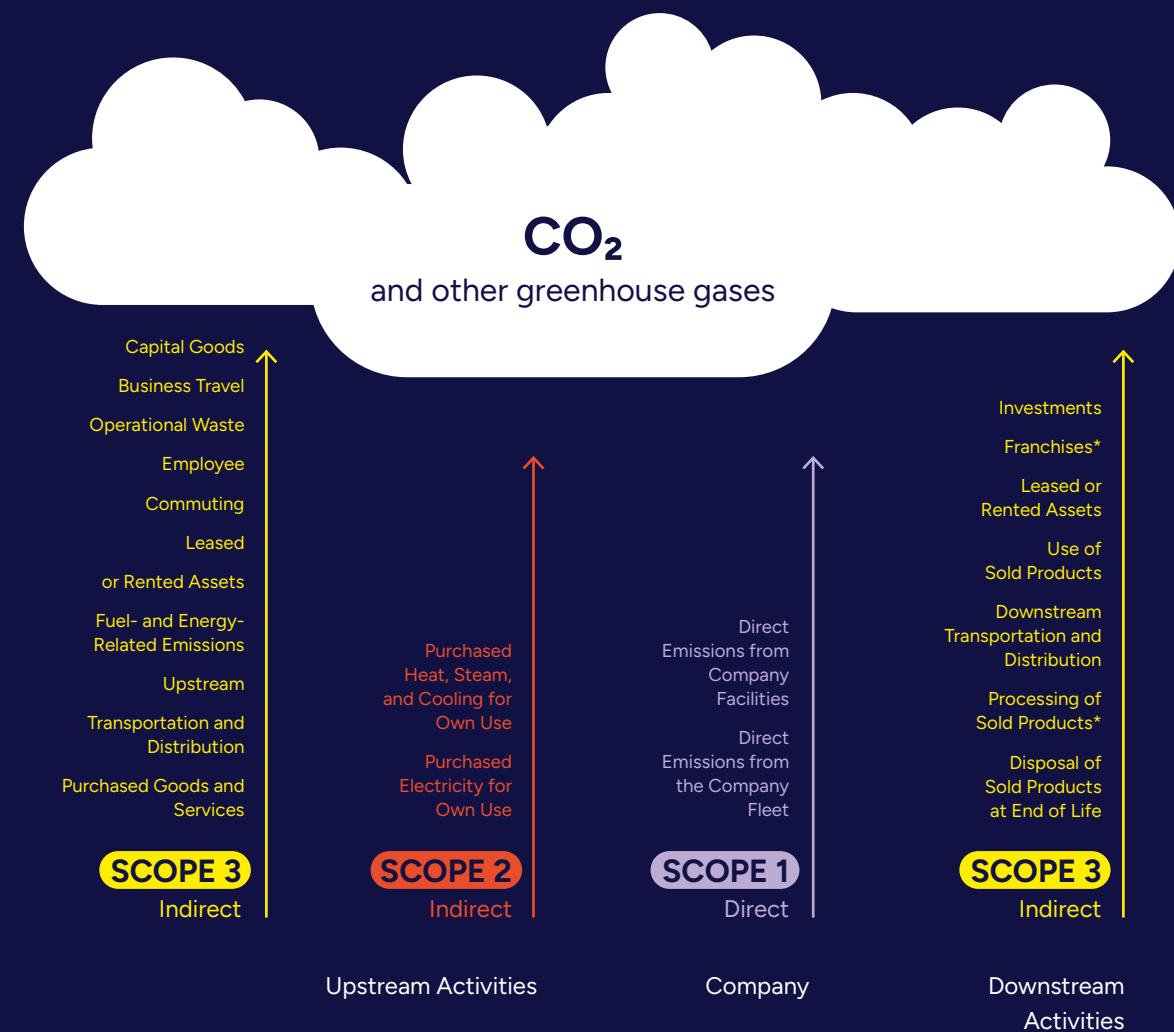 CO₂
and other greenhouse gases
Capital Goods
Business Travel
Operational Waste
Employee
Commuting
Leased
or Rented Assets
Fuel- and Energy-
Related Emissions
Upstream
Transportation and
Distribution
Purchased Goods and
Services
SCOPE 3
Indirect
Purchased
Heat, Steam,
and Cooling for
Own Use
Purchased
Electricity for
Own Use
SCOPE 2
Indirect
Upstream Activities
Direct
Emissions from
Company
Facilities
Direct
Emissions from
the Company
Fleet
SCOPE 1
Direct
Company
Investments
Franchises*
Leased or
Rented Assets
Use of
Sold Products
Downstream
Transportation and
Distribution
Processing of
Sold Products*
Disposal of
Sold Products
at End of Life
SCOPE 3
Indirect
Downstream
Activities